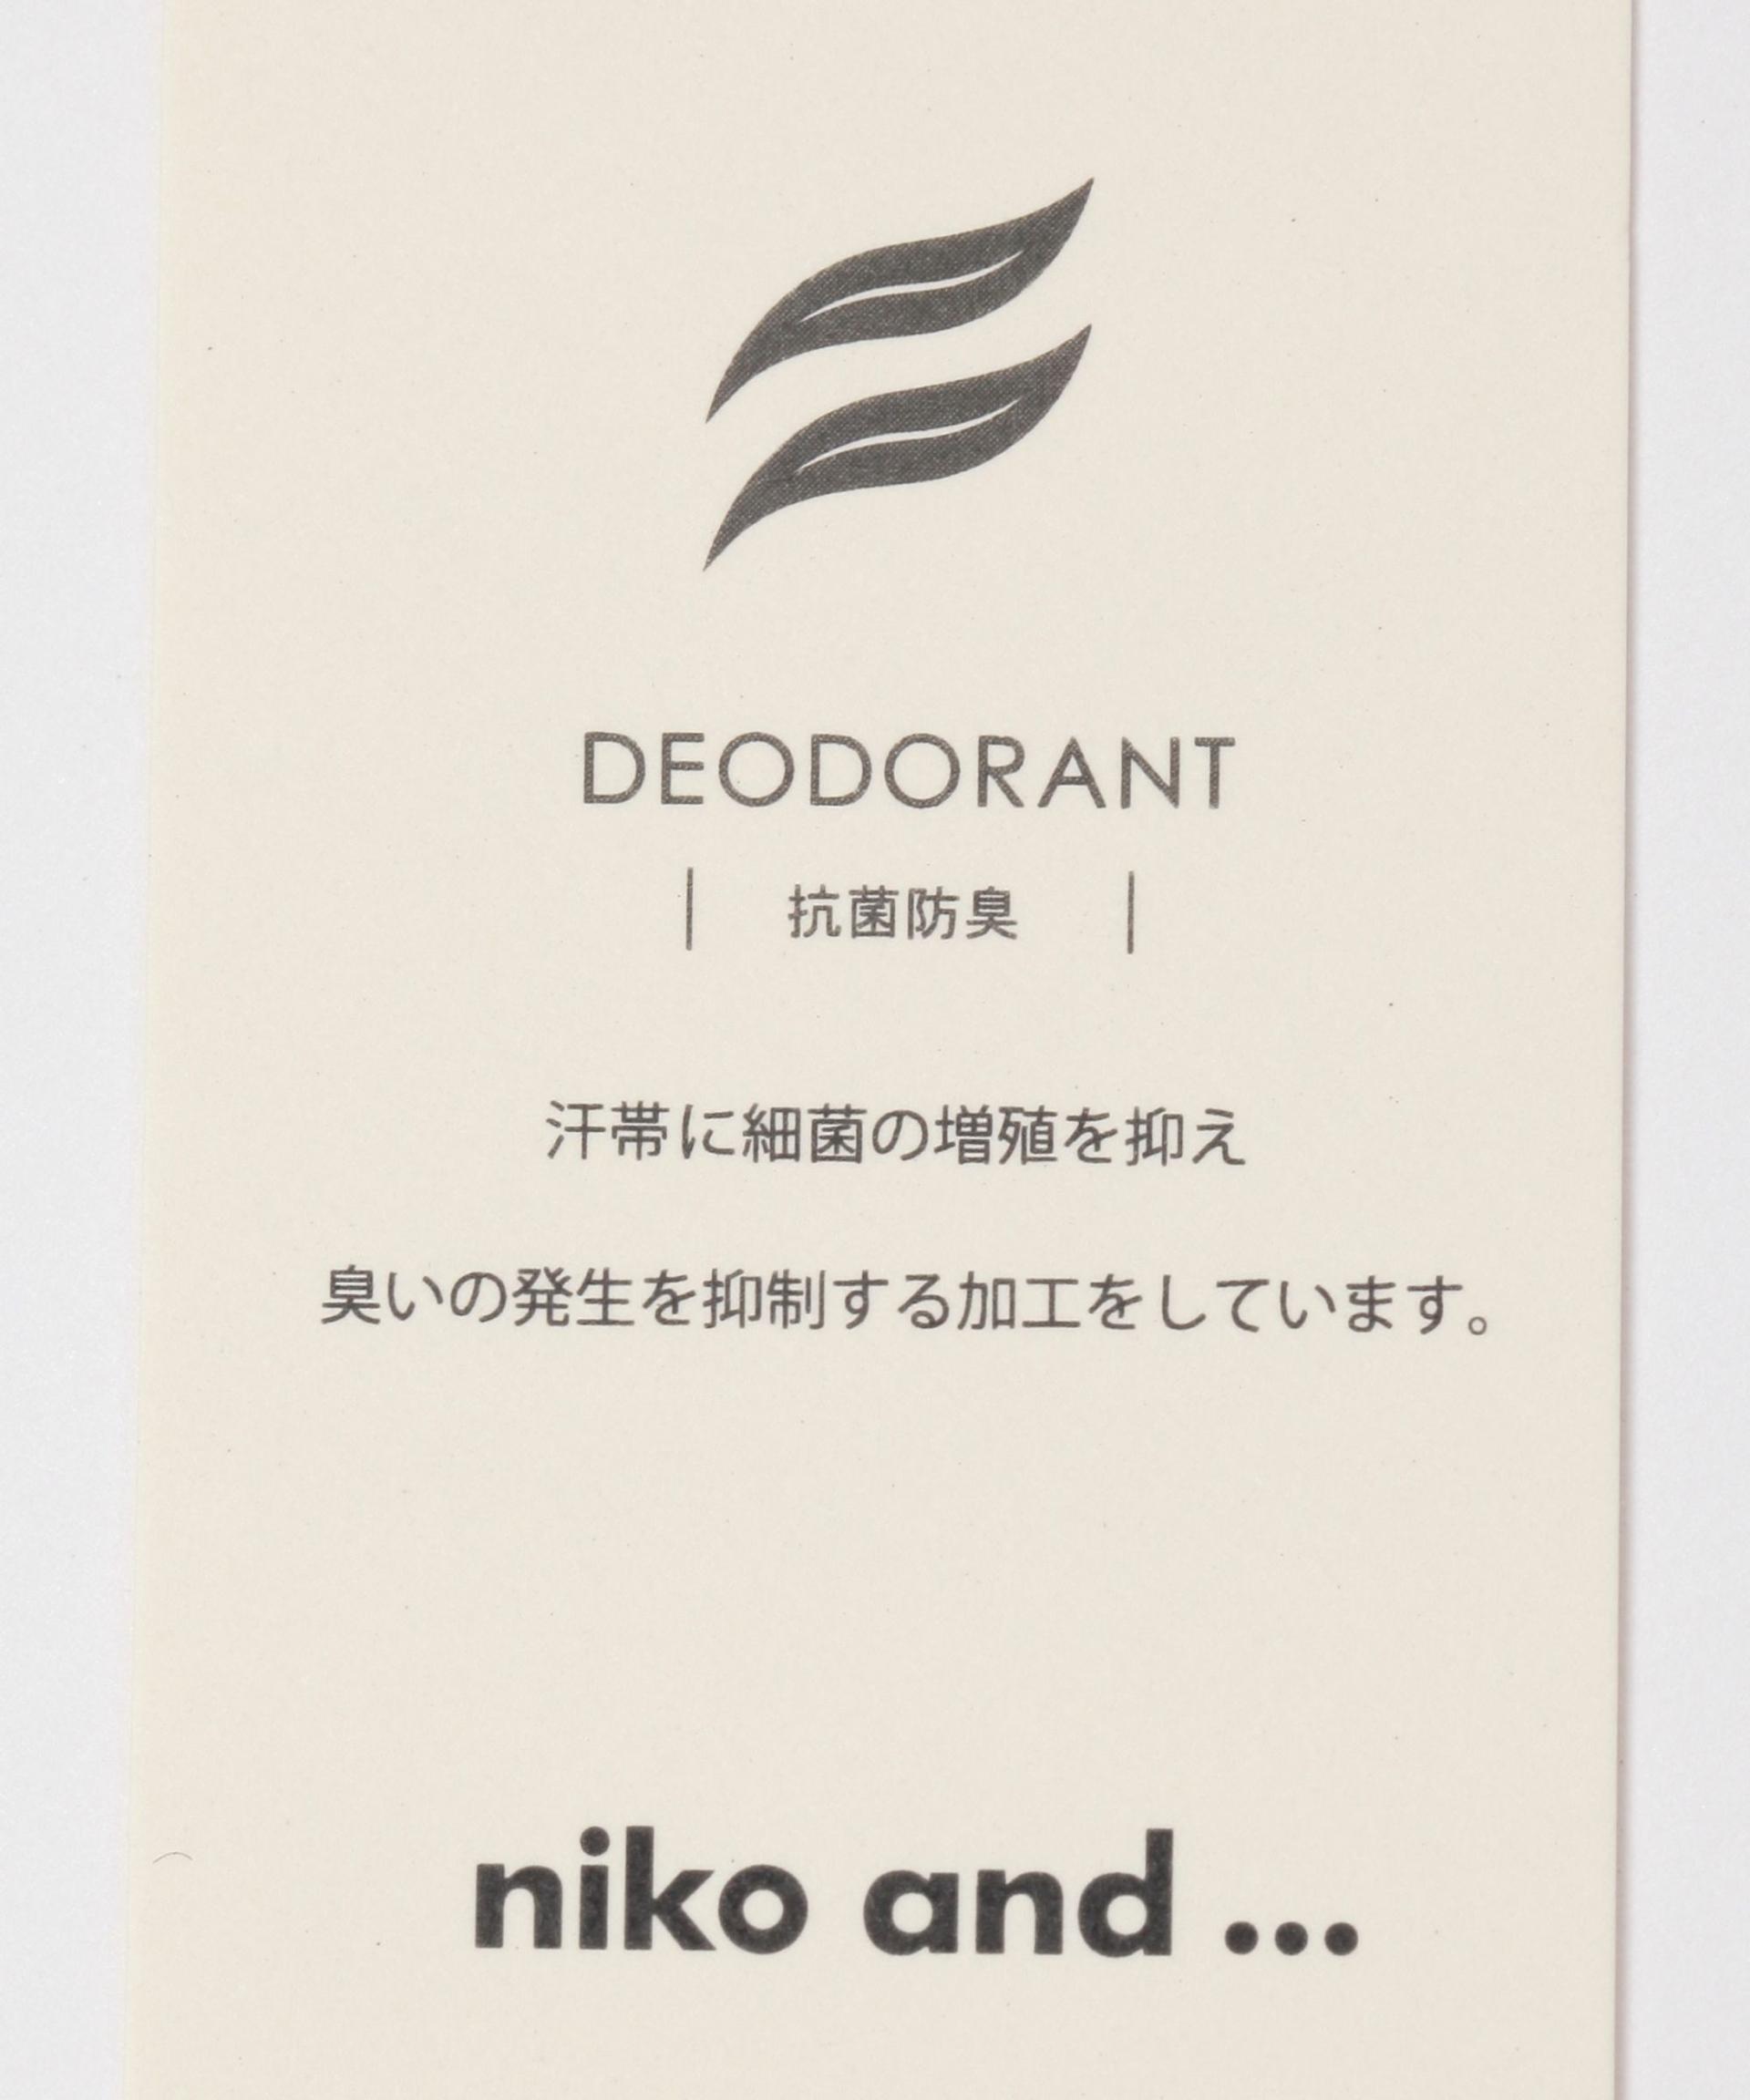 DEODORANT
| 抗菌防臭 |
汗帯に細菌の増殖を抑え
臭いの発生を抑制する加工をしています。
niko and ...